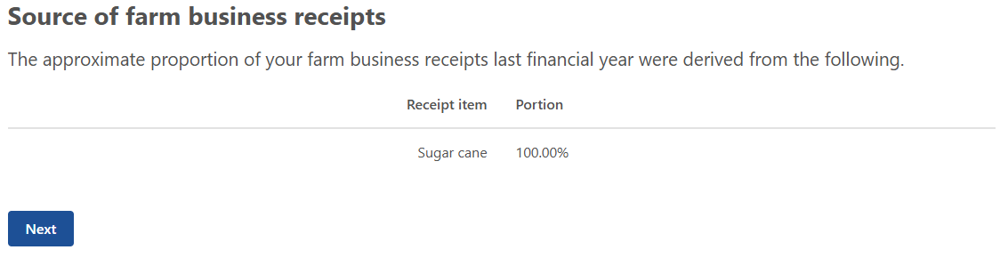 Source of farm business receipts
The approximate proportion of your farm business receipts last financial year were derived from the following.
Receipt item Portion
Sugar cane 100.00%
Next